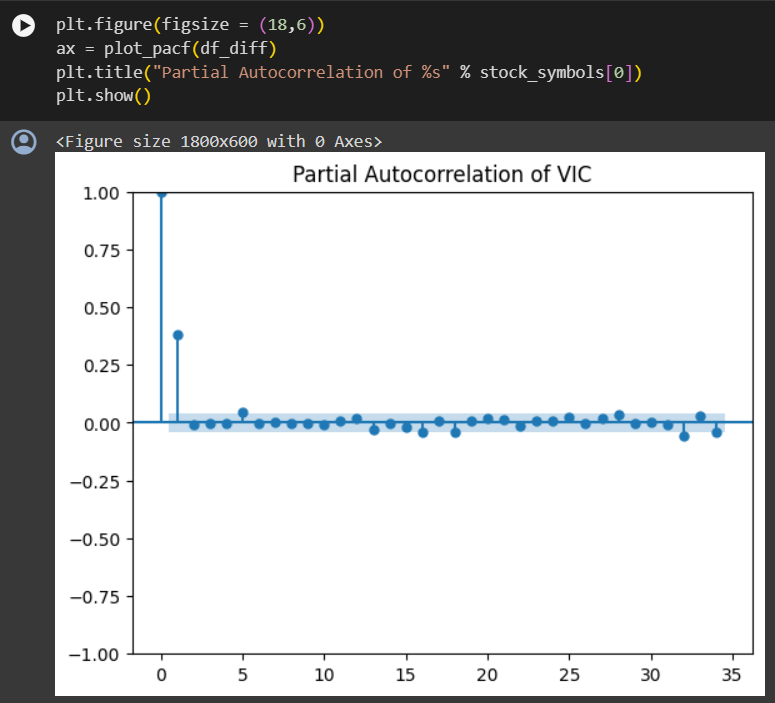 plt.figure(figsize = (18,6))
ax = plot_pacf(df_diff)
plt.title("Partial Autocorrelation of %s" % stock_symbols[0])
plt.show()
<Figure size 1800x600 with 0 Axes>
Partial Autocorrelation of VIC
1.00
0.75
0.50
0.25
0.00
−0.25
−0.50
−0.75
−1.00
0 5 10 15 20 25 30 35